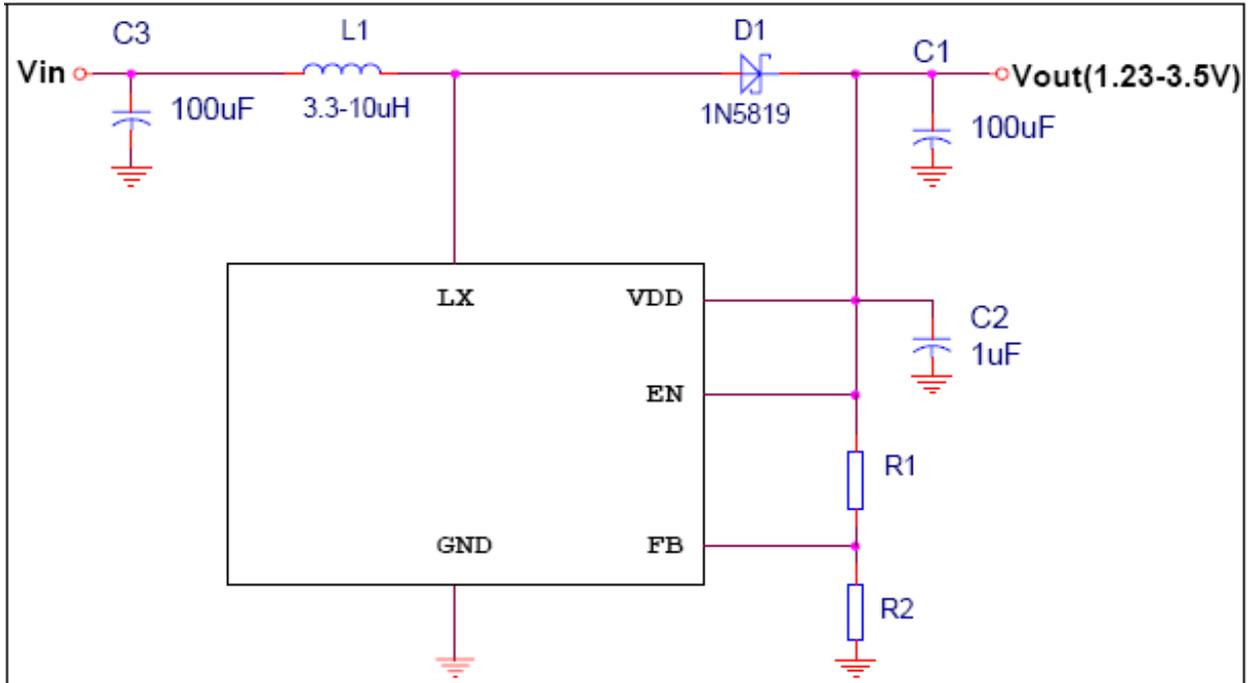 C3
L1
D1
C1
Vin
Vout(1.23-3.5V)
100uF
3.3-10uH
1N5819
100uF
LX
VDD
C2
1uF
EN
R1
GND
FB
R2